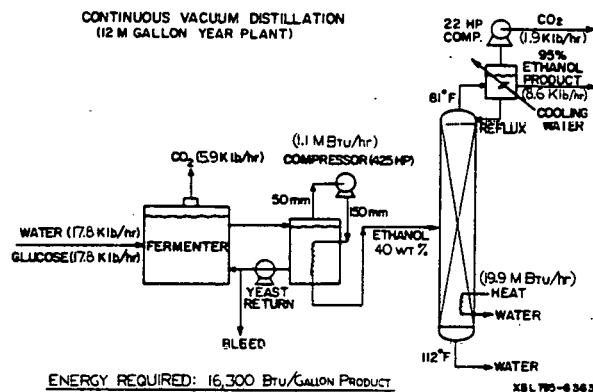 CONTINUOUS VACUUM DISTILLATION
(12 M GALLON YEAR PLANT)
22 HP
COMP.
CO2
(1.9 Klb/hr)
95%
ETHANOL
PRODUCT
(8.6 Klb/hr)
COOLING
WATER
81°F
REFLUX
(1.1 M Btu/hr)
COMPRESSOR (425 HP)
CO2 (5.9 Klb/hr)
50mm
150mm
WATER (17.8 Klb/hr)
GLUCOSE (17.8 Klb/hr)
FERMENTER
ETHANOL
40 WT %
YEAST
RETURN
BLEED
(19.9 M Btu/hr)
HEAT
WATER
112°F
WATER
ENERGY REQUIRED: 16,300 BTU/GALLON PRODUCT
XBL 795-6363